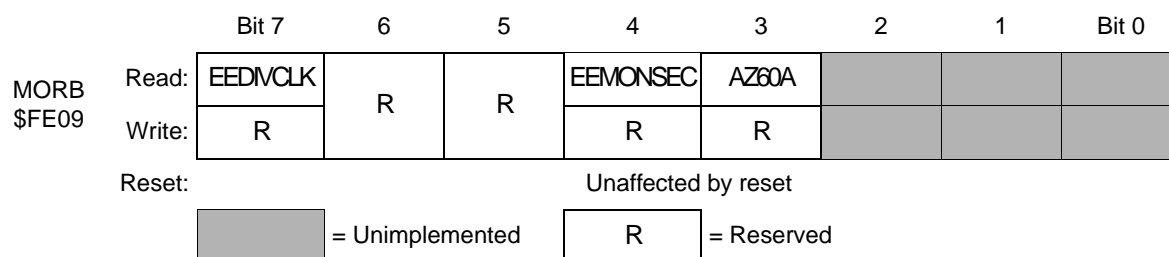 Bit 7 6 5 4 3 2 1 Bit 0
MORB
$FE09
Read: EEDIVCLK R R EEMONSEC AZ60A
Write: R R R
Reset: Unaffected by reset
= Unimplemented R = Reserved